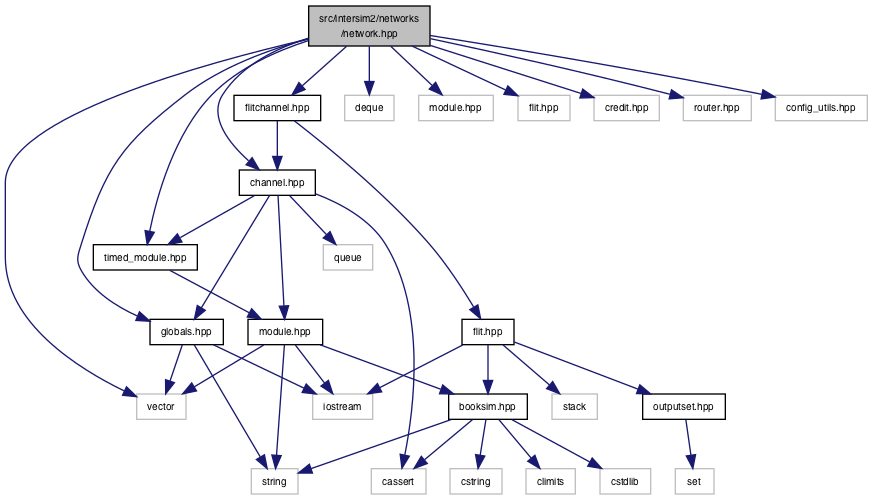 src/intersim2/networks
/network.hpp
flitchannel.hpp
deque
module.hpp
flit.hpp
credit.hpp
router.hpp
config_utils.hpp
channel.hpp
timed_module.hpp
queue
globals.hpp
module.hpp
flit.hpp
vector
iostream
booksim.hpp
stack
outputset.hpp
string
cassert
cstring
climits
cstdlib
set